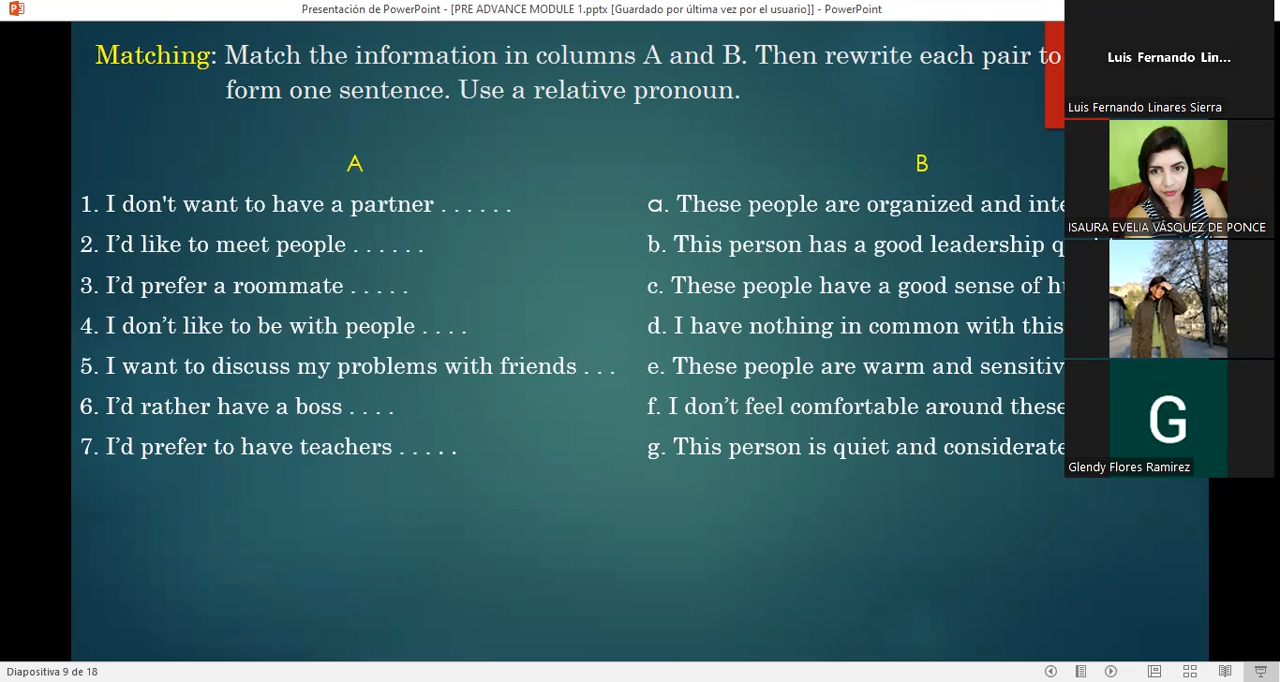 Presentación de PowerPoint - [PRE ADVANCE MODULE 1.pptx [Guardado por última vez por el usuario]] - PowerPoint
Matching: Match the information in columns A and B. Then rewrite each pair to
form one sentence. Use a relative pronoun.
A
B
1. I don't want to have a partner . . . . . .
a. These people are organized and
2. I’d like to meet people . . . . . .
b. This person has a good leadership
3. I’d prefer a roommate . . . . .
c. These people have a good sense of
4. I don’t like to be with people . . . .
d. I have nothing in common with this
5. I want to discuss my problems with friends . . .
e. These people are warm and
6. I’d rather have a boss . . . .
f. I don’t feel comfortable around these
7. I’d prefer to have teachers . . . . .
g. This person is quiet and considerate
Luis Fernando Lin...
Luis Fernando Linares Sierra
ISAURA EVELIA VÁSQUEZ DE PONCE
G
Glendy Flores Ramirez
Diapositiva 9 de 18